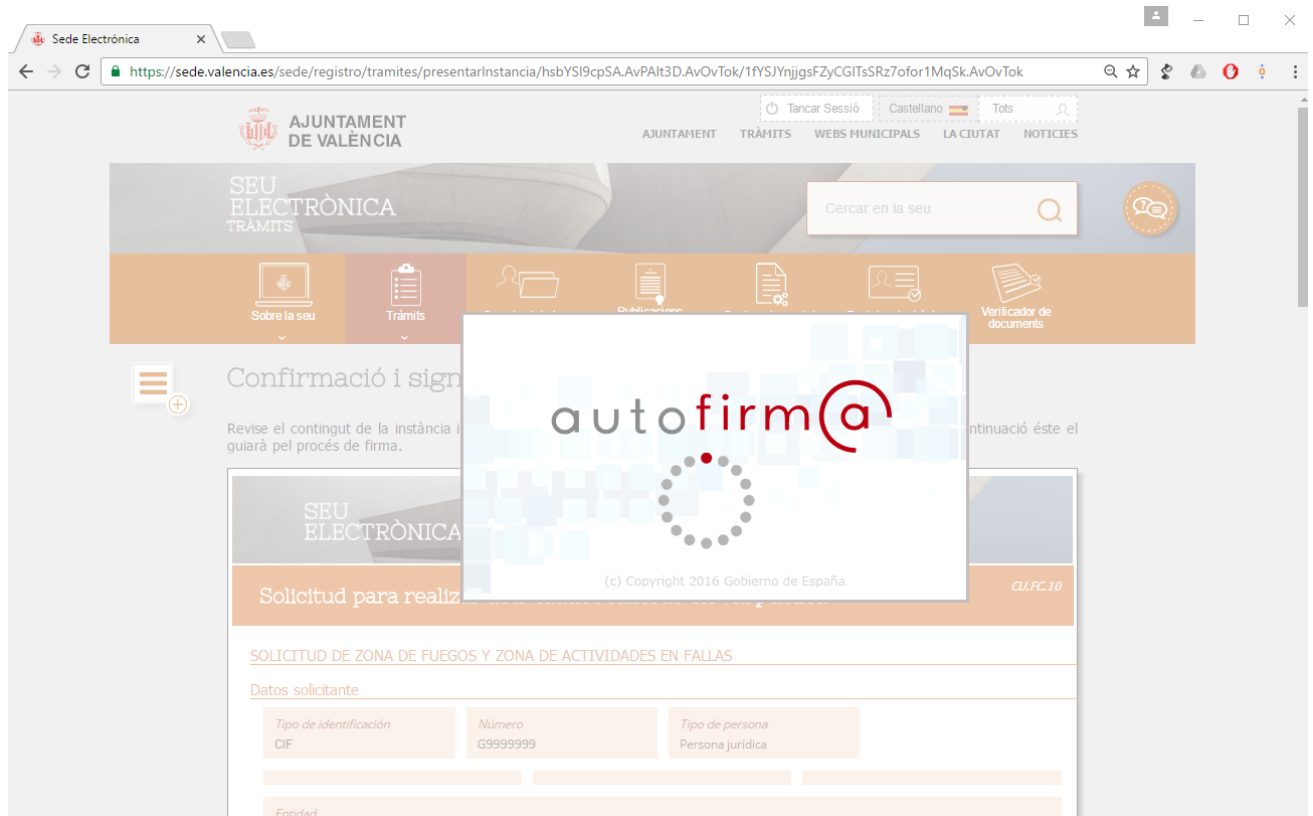 Sede Electrónica
https://sede.valencia.es/sede/registro/tramites/presentarInstancia/hsbYSI9cpSA.AvPAIt3D.AvOvTok/1fYSJYnjjgsFZyCGITsSRz7ofor1MqSk.AvOvTok
Tancar Sessió Castellano Tots
AJUNTAMENT
DE VALÈNCIA
AJUNTAMENT TRÀMITS WEBS MUNICIPALS LA CIUTAT NOTICIES
SEU
ELECTRÒNICA
TRÀMITS
Cercar en la seu
Sobre la seu
Tràmits
Publicacions
Verificador de
documents
Confirmació i sign
Revise el contingut de la instància i
ntinuació éste el
guiarà pel procés de firma.
autofirm@
(c) Copyright 2016 Gobierno de España
SEU
ELECTRÒNICA
Solicitud para realiz
CU.FC.10
SOLICITUD DE ZONA DE FUEGOS Y ZONA DE ACTIVIDADES EN FALLAS
Datos solicitante
Tipo de identificación Número Tipo de persona
CIF G9999999 Persona jurídica
Entidad